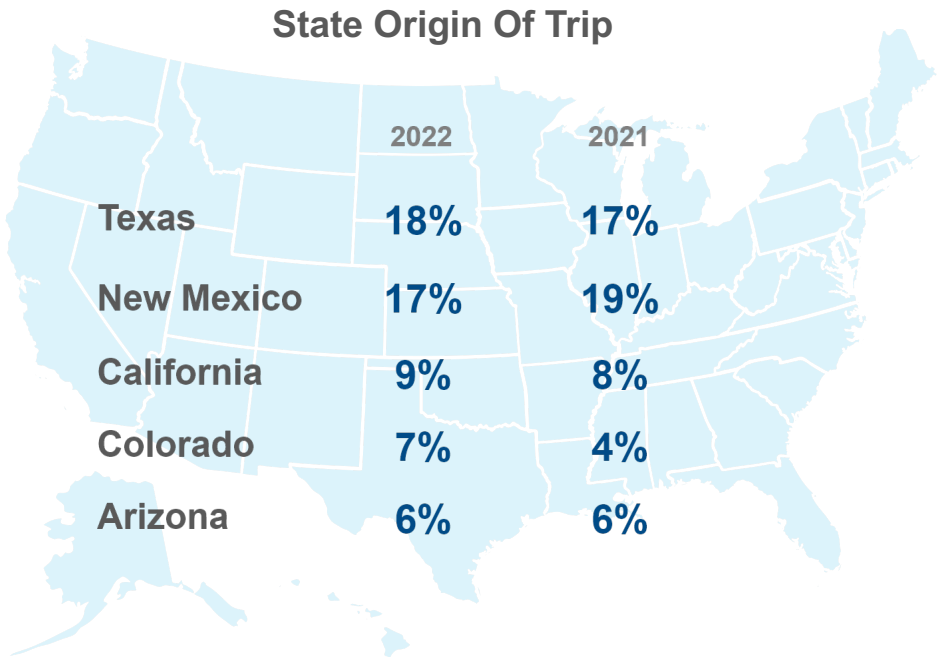 State Origin Of Trip
2022 2021
Texas 18% 17%
New Mexico 17% 19%
California 9% 8%
Colorado 7% 4%
Arizona 6% 6%